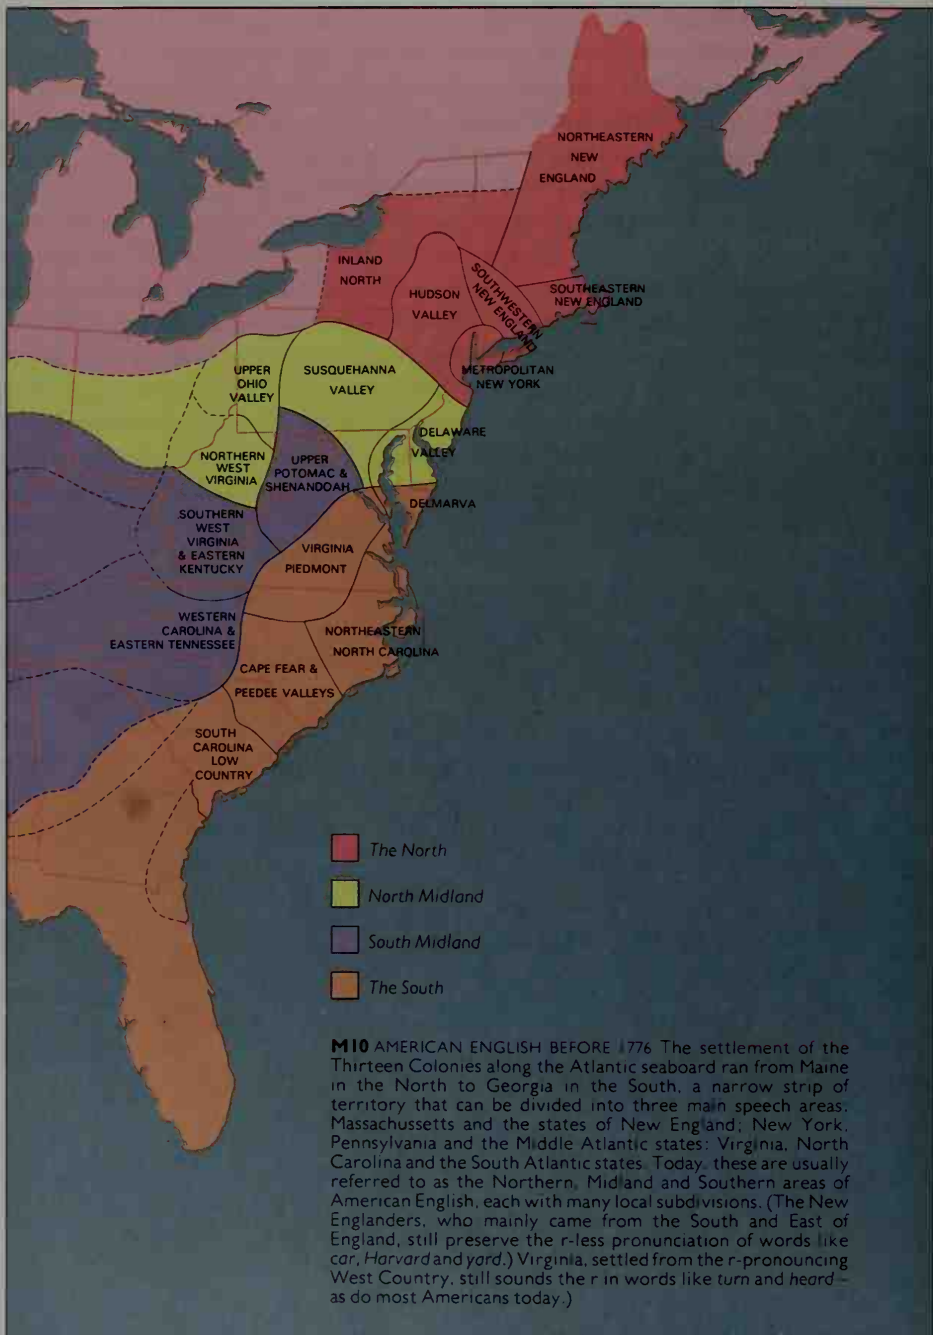 NORTHEASTERN
NEW
ENGLAND
INLAND
NORTH
HUDSON
VALLEY
SOUTHWESTERN
NEW ENGLAND
SOUTHEASTERN
NEW ENGLAND
METROPOLITAN
NEW YORK
UPPER
OHIO
VALLEY
SUSQUEHANNA
VALLEY
DELAWARE
VALLEY
NORTHERN
WEST
VIRGINIA
UPPER
POTOMAC &
SHENANDOAH
DELMARVA
SOUTHERN
WEST
VIRGINIA
& EASTERN
KENTUCKY
VIRGINIA
PIEDMONT
WESTERN
CAROLINA &
EASTERN TENNESSEE
NORTHEASTERN
NORTH CAROLINA
CAPE FEAR &
PEEDEE VALLEYS
SOUTH
CAROLINA
LOW
COUNTRY
The North
North Midland
South Midland
The South
M10 AMERICAN ENGLISH BEFORE 1776 The settlement of the
Thirteen Colonies along the Atlantic seaboard ran from Maine
in the North to Georgia in the South, a narrow strip of
territory that can be divided into three main speech areas:
Massachussetts and the states of New England; New York,
Pennsylvania and the Middle Atlantic states: Virginia, North
Carolina and the South Atlantic states. Today, these are usually
referred to as the Northern, Midland and Southern areas of
American English, each with many local subdivisions. (The New
Englanders, who mainly came from the South and East of
England, still preserve the r-less pronunciation of words like
car, Harvard and yard.) Virginia, settled from the r-pronouncing
West Country, still sounds the r in words like turn and heard –
as do most Americans today.)